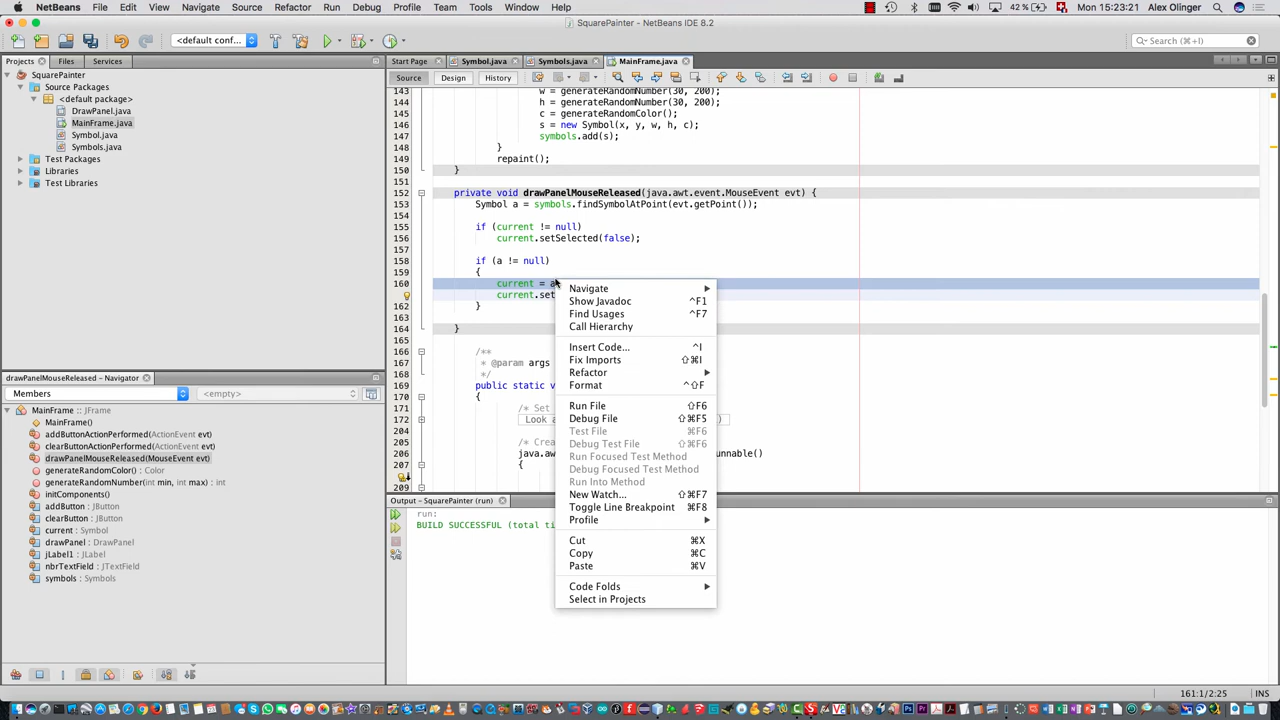 NetBeans File Edit View Navigate Source Refactor Run Debug Profile Team Tools Window Help 42 % Mon 15:23:21 Alex Olinger
SquarePainter - NetBeans IDE 8.2
<default conf... Search (⌘+I)
Projects Files Services
SquarePainter
Source Packages
<default package>
DrawPanel.java
MainFrame.java
Symbol.java
Symbols.java
Test Packages
Libraries
Test Libraries
drawPanelMouseReleased - Navigator
Members <empty>
MainFrame :: JFrame
MainFrame()
addButtonActionPerformed(ActionEvent evt)
clearButtonActionPerformed(ActionEvent evt)
drawPanelMouseReleased(MouseEvent evt)
generateRandomColor() : Color
generateRandomNumber(int min, int max) : int
initComponents()
addButton : JButton
clearButton : JButton
current : Symbol
drawPanel : DrawPanel
jLabel1 : JLabel
nbrTextField : JTextField
symbols : Symbols
Start Page Symbol.java Symbols.java MainFrame.java
Source Design History
143 w = generateRandomNumber(30, 200);
144 h = generateRandomNumber(30, 200);
145 c = generateRandomColor();
146 s = new Symbol(x, y, w, h, c);
147 symbols.add(s);
148 }
149 repaint();
150 }
151
152 private void drawPanelMouseReleased(java.awt.event.MouseEvent evt) {
153 Symbol a = symbols.findSymbolAtPoint(evt.getPoint());
154
155 if (current != null)
156 current.setSelected(false);
157
158 if (a != null)
159 {
160 current = a
current.set
162 }
163
164 }
165
166 /**
167 * @param args
168 */
169 public static v
170 {
171 /* Set
172 Look a )
205
206 /* Crea
207 java.aw unnable()
208 {
209
Navigate
Show Javadoc ^F1
Find Usages ^F7
Call Hierarchy
Insert Code... ^I
Fix Imports ⇧⌘I
Refactor
Format ^⇧F
Run File ⇧F6
Debug File ⇧⌘F5
Test File ⌘F6
Debug Test File ⇧⌘F6
Run Focused Test Method
Debug Focused Test Method
Run Into Method
New Watch... ⇧⌘F7
Toggle Line Breakpoint ⌘F8
Profile
Cut ⌘X
Copy ⌘C
Paste ⌘V
Code Folds
Select in Projects
Output - SquarePainter (run)
run:
BUILD SUCCESSFUL (total ti
161:1/2:25 INS